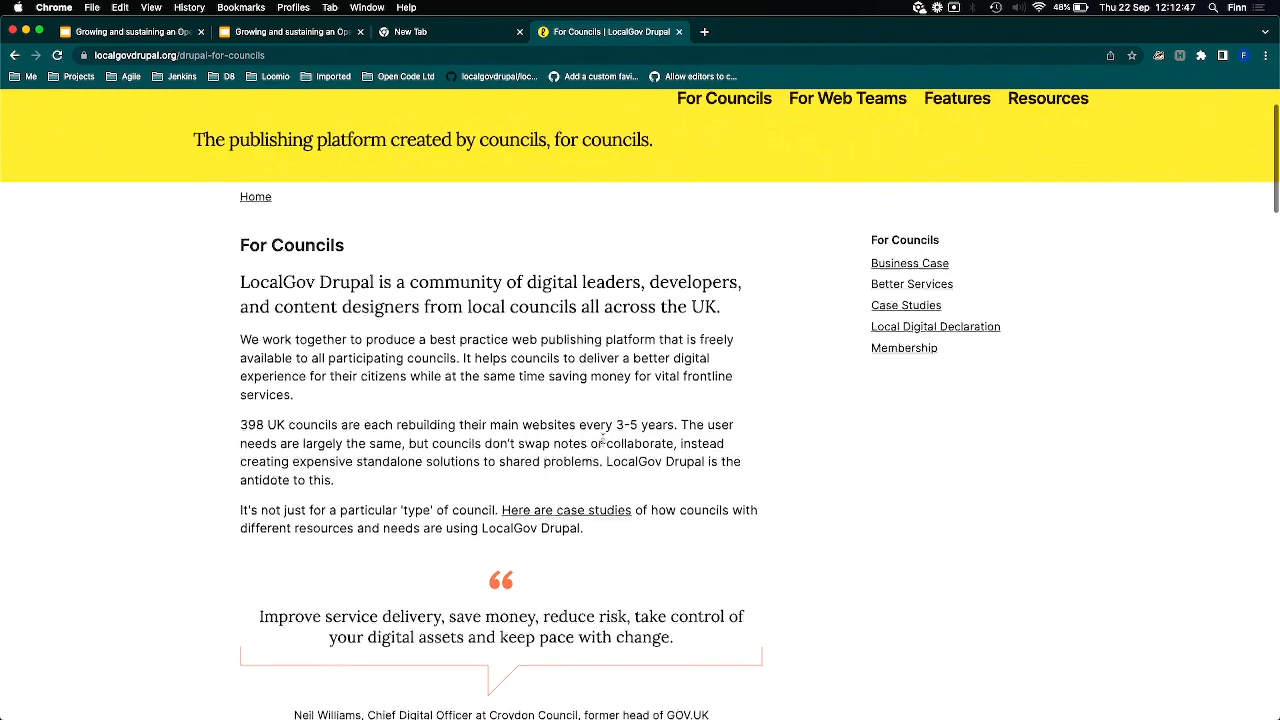 Chrome File Edit View History Bookmarks Profiles Tab Window Help 48% Thu 22 Sep 12:12:47 Finn
Growing and sustaining an Ope Growing and sustaining an Ope New Tab For Councils | LocalGov Drupal
localgovdrupal.org/drupal-for-councils
Me Projects Agile Jenkins D8 Loomio Imported Open Code Ltd localgovdrupal/loc... Add a custom favi... Allow editors to c...
For Councils For Web Teams Features Resources
The publishing platform created by councils, for councils.
Home
For Councils
LocalGov Drupal is a community of digital leaders, developers,
and content designers from local councils all across the UK.
We work together to produce a best practice web publishing platform that is freely
available to all participating councils. It helps councils to deliver a better digital
experience for their citizens while at the same time saving money for vital frontline
services.
398 UK councils are each rebuilding their main websites every 3-5 years. The user
needs are largely the same, but councils don't swap notes or collaborate, instead
creating expensive standalone solutions to shared problems. LocalGov Drupal is the
antidote to this.
It's not just for a particular 'type' of council. Here are case studies of how councils with
different resources and needs are using LocalGov Drupal.
“
Improve service delivery, save money, reduce risk, take control of
your digital assets and keep pace with change.
Neil Williams, Chief Digital Officer at Croydon Council, former head of GOV.UK
For Councils
Business Case
Better Services
Case Studies
Local Digital Declaration
Membership